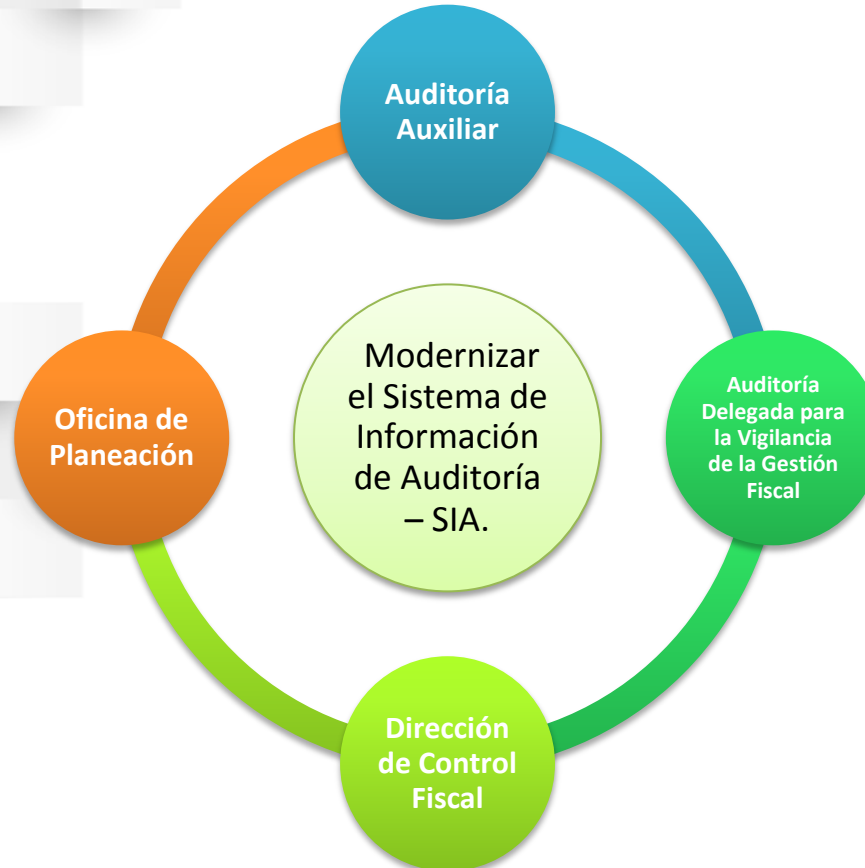 Auditoría
Auxiliar
Modernizar
el Sistema de
Información
de Auditoría
– SIA.
Oficina de
Planeación
Auditoría
Delegada para
la Vigilancia
de la Gestión
Fiscal
Dirección
de Control
Fiscal